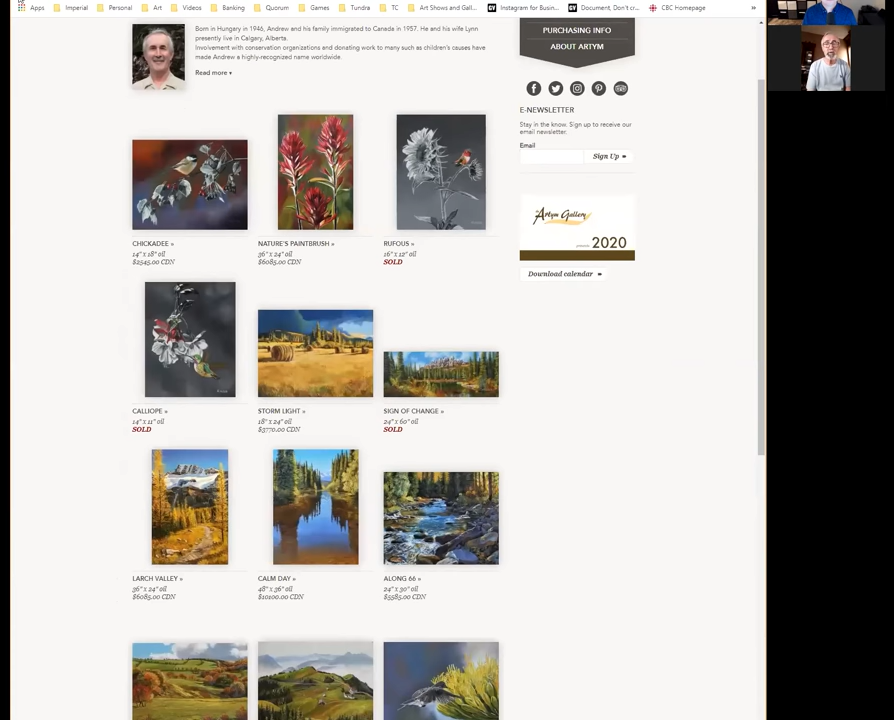 Apps Imperial Personal Art Videos Banking Quorum Games Tundra TC Art Shows and Gall... Instagram for Busin... Document, Don't cr... CBC Homepage »
Born in Hungary in 1946, Andrew and his family immigrated to Canada in 1957. He and his wife Lynn
presently live in Calgary, Alberta.
Involvement with conservation organizations and donating work to many such as children's causes have
made Andrew a highly-recognized name worldwide.
Read more
PURCHASING INFO
ABOUT ARTYM
E-NEWSLETTER
Stay in the know. Sign up to receive our
email newsletter.
Email
Sign Up
Artym Gallery
2020
Download calendar
CHICKADEE »
14" x 18" oil
$2545.00 CDN
NATURE'S PAINTBRUSH »
36" x 24" oil
$6085.00 CDN
RUFOUS »
16" x 12" oil
SOLD
CALLIOPE »
14" x 11" oil
SOLD
STORM LIGHT »
18" x 24" oil
$3770.00 CDN
SIGN OF CHANGE »
24" x 60" oil
SOLD
LARCH VALLEY »
36" x 24" oil
$6085.00 CDN
CALM DAY »
48" x 36" oil
$10100.00 CDN
ALONG 66 »
24" x 30" oil
$5585.00 CDN